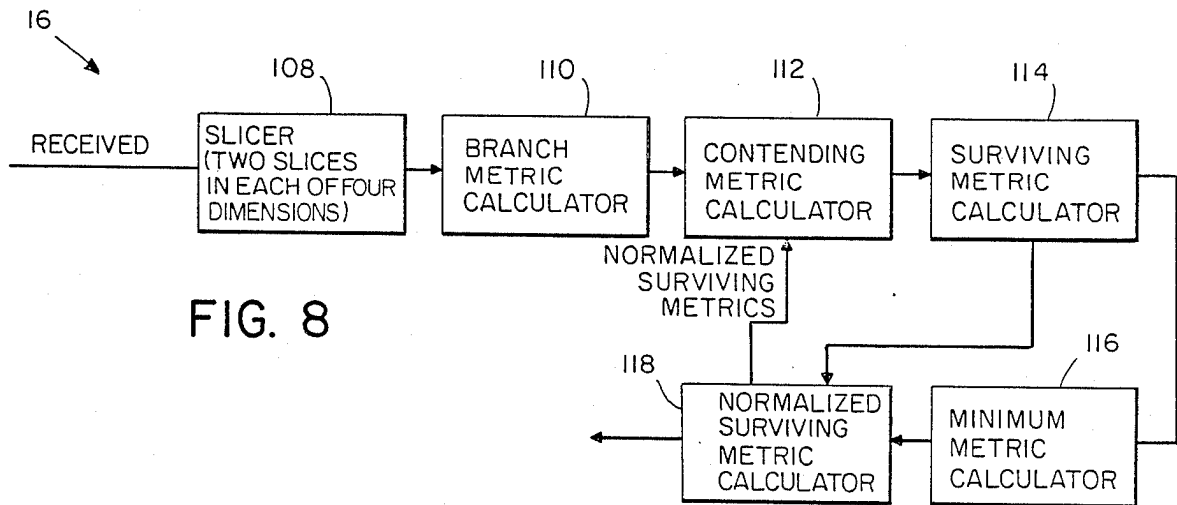 16
108
110
112
114
RECEIVED
SLICER
(TWO SLICES
IN EACH OF FOUR
DIMENSIONS)
BRANCH
METRIC
CALCULATOR
CONTENDING
METRIC
CALCULATOR
SURVIVING
METRIC
CALCULATOR
NORMALIZED
SURVIVING
METRICS
FIG. 8
118
116
NORMALIZED
SURVIVING
METRIC
CALCULATOR
MINIMUM
METRIC
CALCULATOR